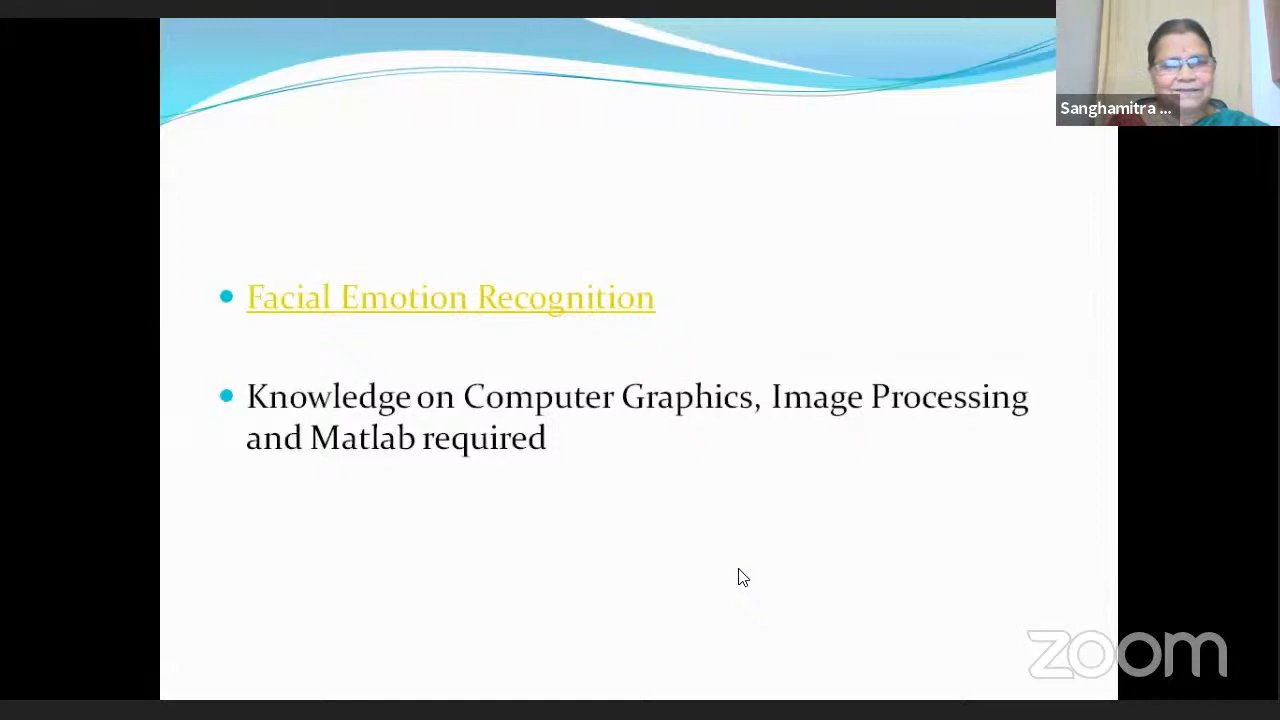 Sanghamitra ...
Facial Emotion Recognition
Knowledge on Computer Graphics, Image Processing
and Matlab required
zoom